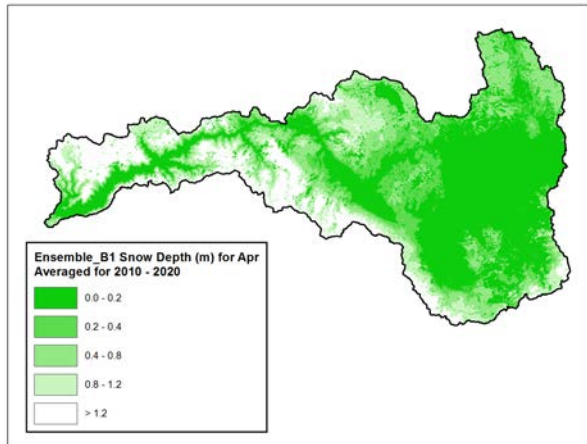 Ensemble_B1 Snow Depth (m) for Apr
Averaged for 2010 - 2020
0.0 - 0.2
0.2 - 0.4
0.4 - 0.8
0.8 - 1.2
> 1.2